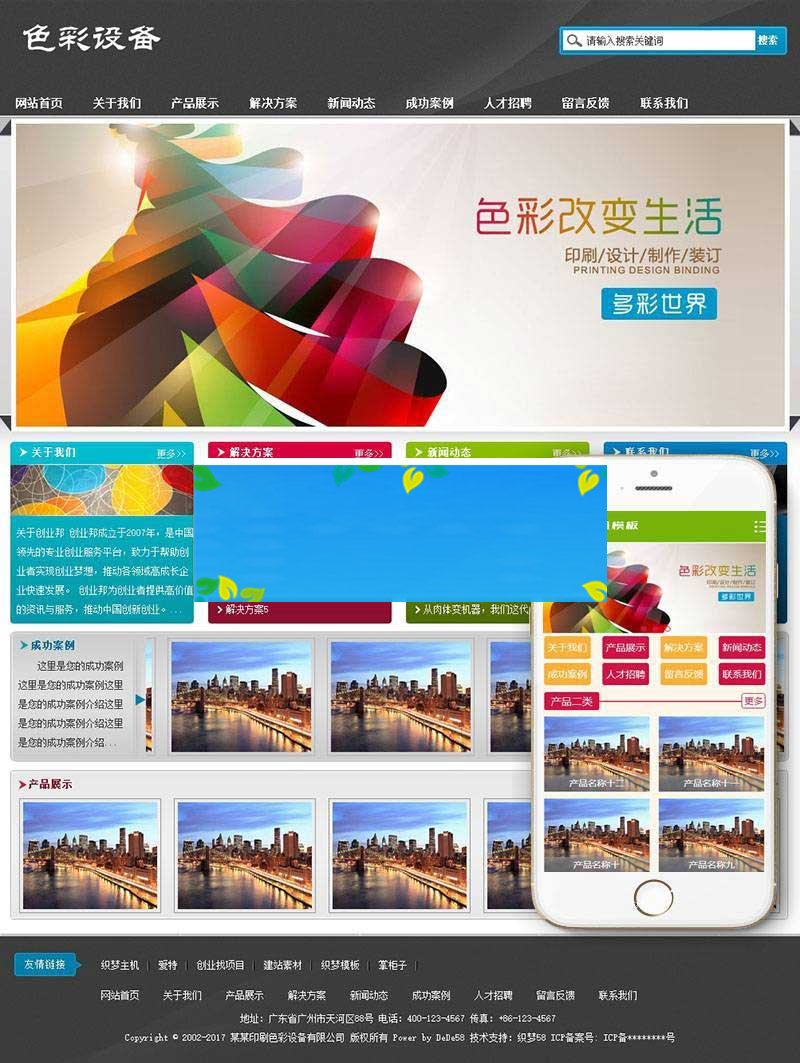 色彩设备
请输入搜索关键词 搜索
网站首页 关于我们 产品展示 解决方案 新闻动态 成功案例 人才招聘 留言反馈 联系我们
色彩改变生活
印刷/设计/制作/装订
PRINTING DESIGN BINDING
多彩世界
关于我们 更多>>
关于创业邦 创业邦成立于2007年，是中国
领先的专业创业服务平台，致力于帮助创
业者实现创业梦想，推动各领域高成长企
业快速发展。 创业邦为创业者提供高价值
的资讯与服务，推动中国创新创业。...
解决方案 更多>>
解决方案5
新闻动态 更多>>
从肉体变机器，我们这代
联系我们 更多>>
模板
色彩改变生活
印刷/设计/制作/装订
多彩世界
关于我们 产品展示 解决方案 新闻动态
成功案例 人才招聘 留言反馈 联系我们
产品二类 更多
产品名称十二 产品名称十一
产品名称十 产品名称九
成功案例
这里是您的成功案例
这里是您的成功案例这里
是您的成功案例介绍这里
是您的成功案例介绍这里
是您的成功案例介绍...
产品展示
友情链接 织梦主机 | 爱特 | 创业找项目 | 建站素材 | 织梦模板 | 掌柜子 |
网站首页 关于我们 产品展示 解决方案 新闻动态 成功案例 人才招聘 留言反馈 联系我们
地址：广东省广州市天河区88号 电话：400-123-4567 传真：+86-123-4567
Copyright © 2002-2017 某某印刷色彩设备有限公司 版权所有 Power by DeDe58 技术支持：织梦58 ICP备案号: ICP备********号